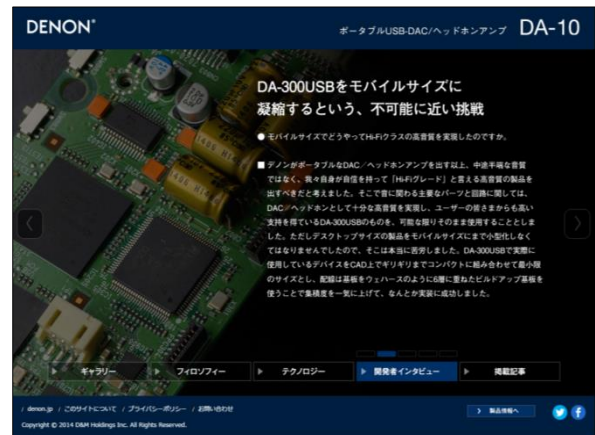 DENON®
ポータブルUSB-DAC/ヘッドホンアンプ DA-10
DA-300USBをモバイルサイズに
凝縮するという、不可能に近い挑戦
● モバイルサイズでどうやってHi-Fiクラスの高音質を実現したのですか。
■ デノンがポータブルなDAC／ヘッドホンアンプを出す以上、中途半端な音質
ではなく、我々自身が自信を持って「Hi-Fiグレード」と言える高音質の製品を
出すべきだと考えました。そこで音に関わる主要なパーツと回路に関しては、
DAC／ヘッドホンとして十分な高音質を実現し、ユーザーの皆さまからも高い
支持を得ているDA-300USBのものを、可能な限りそのまま使用することとしま
した。ただしデスクトップサイズの製品をモバイルサイズにまで小型化しなく
てはなりませんでしたので、そこは本当に苦労しました。DA-300USBで実際に
使用しているデバイスをCAD上でギリギリまでコンパクトに組み合わせて最小限
のサイズとし、配線は基板をウェハースのように6層に重ねたビルドアップ基板を
使うことで集積度を一気に上げて、なんとか実装に成功しました。
ギャラリー
フィロソフィー
テクノロジー
開発者インタビュー
掲載記事
/ denon.jp / このサイトについて / プライバシーポリシー / お問い合わせ
製品情報へ
Copyright © 2014 D&M Holdings Inc. All Rights Reserved.